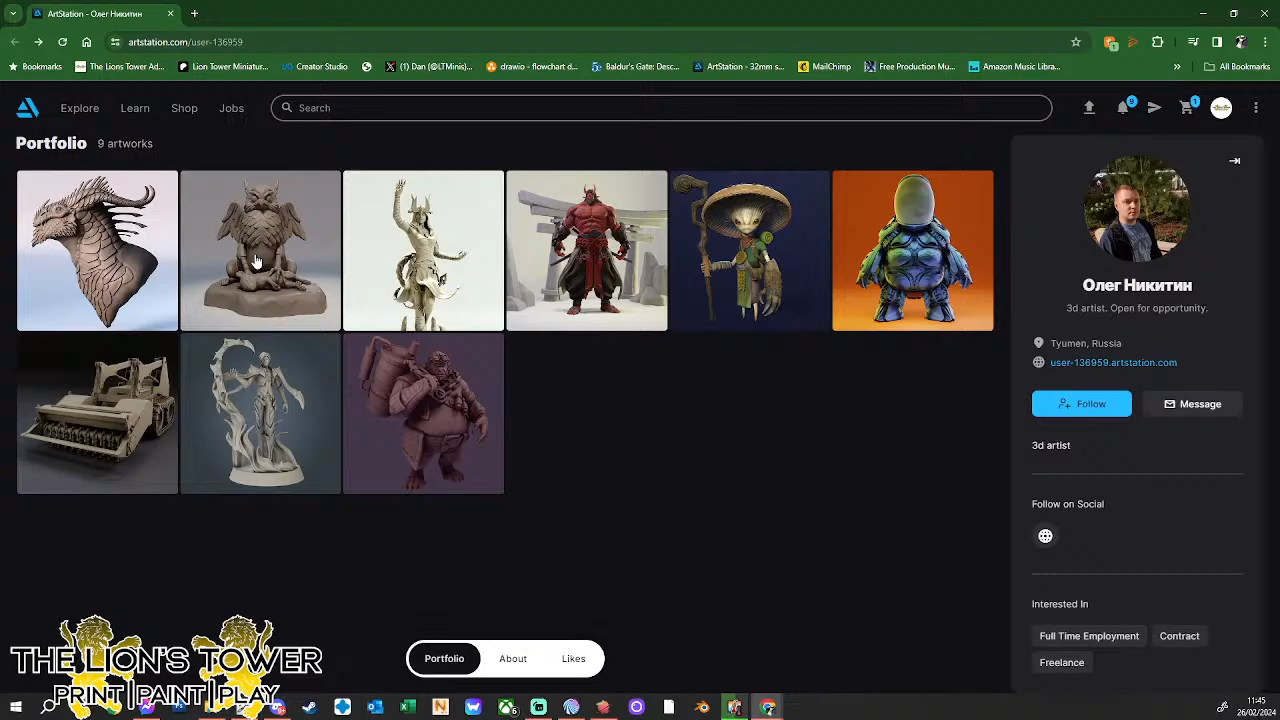 ArtStation - Олег Никитин
artstation.com/user-136959
Bookmarks
The Lions Tower Ad...
Lion Tower Miniatur...
Creator Studio
(1) Dan (@LTMinis)...
drawio - flowchart d...
Baldur's Gate: Desc...
ArtStation - 32mm s...
MailChimp
Free Production Mu...
Amazon Music Libra...
All Bookmarks
Explore
Learn
Shop
Jobs
Search
9
1
Portfolio
9 artworks
Олег Никитин
3d artist. Open for opportunity.
Tyumen, Russia
user-136959.artstation.com
Follow
Message
3d artist
Follow on Social
Interested In
Full Time Employment
Contract
Freelance
Portfolio
About
Likes
THE LION'S TOWER
PRINT|PAINT|PLAY
11:45
26/02/2024